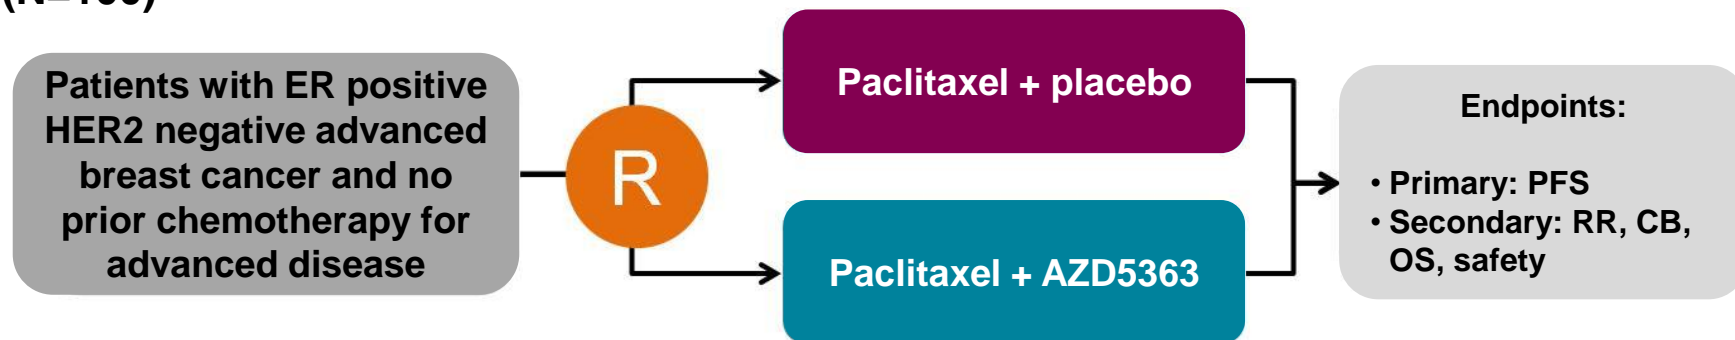 Patients with ER positive
HER2 negative advanced
breast cancer and no
prior chemotherapy for
advanced disease
R
Paclitaxel + placebo
Paclitaxel + AZD5363
Endpoints:
• Primary: PFS
• Secondary: RR, CB,
OS, safety